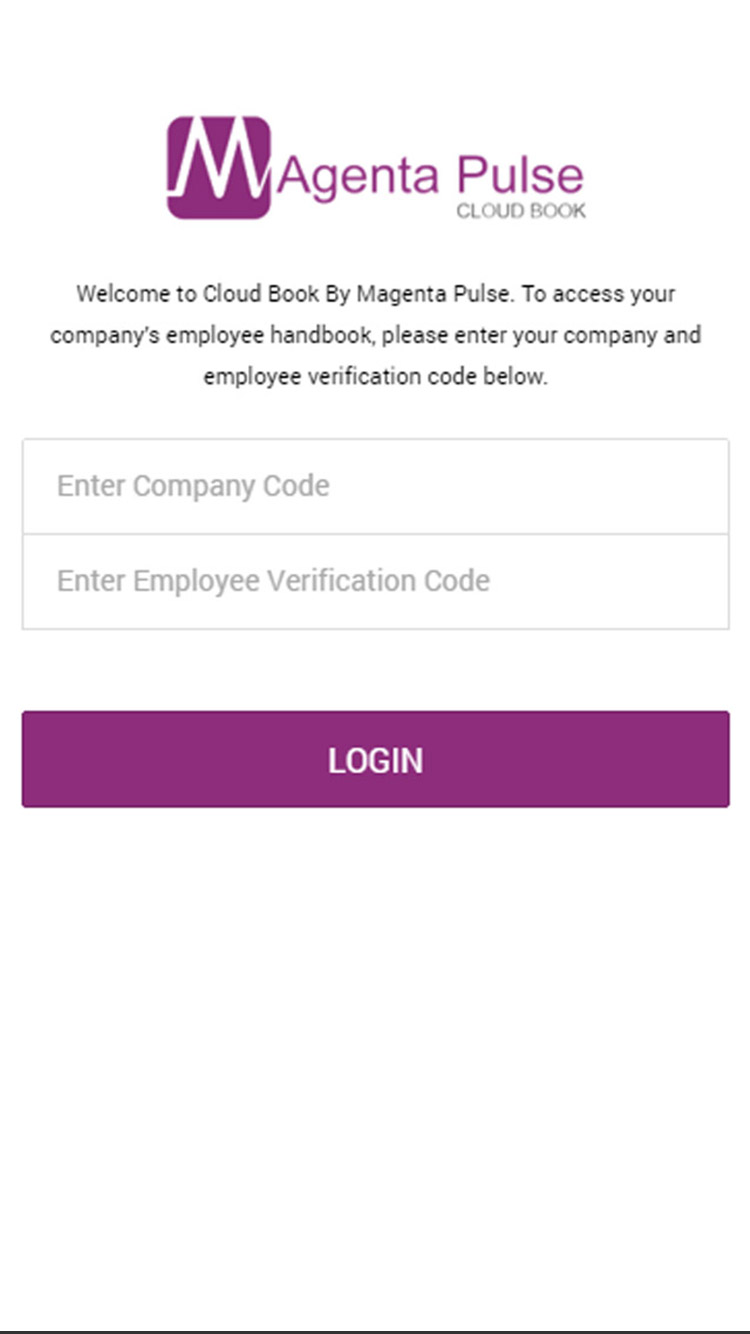 MAgenta Pulse
CLOUD BOOK
Welcome to Cloud Book By Magenta Pulse. To access your
company's employee handbook, please enter your company and
employee verification code below.
Enter Company Code
Enter Employee Verification Code
LOGIN